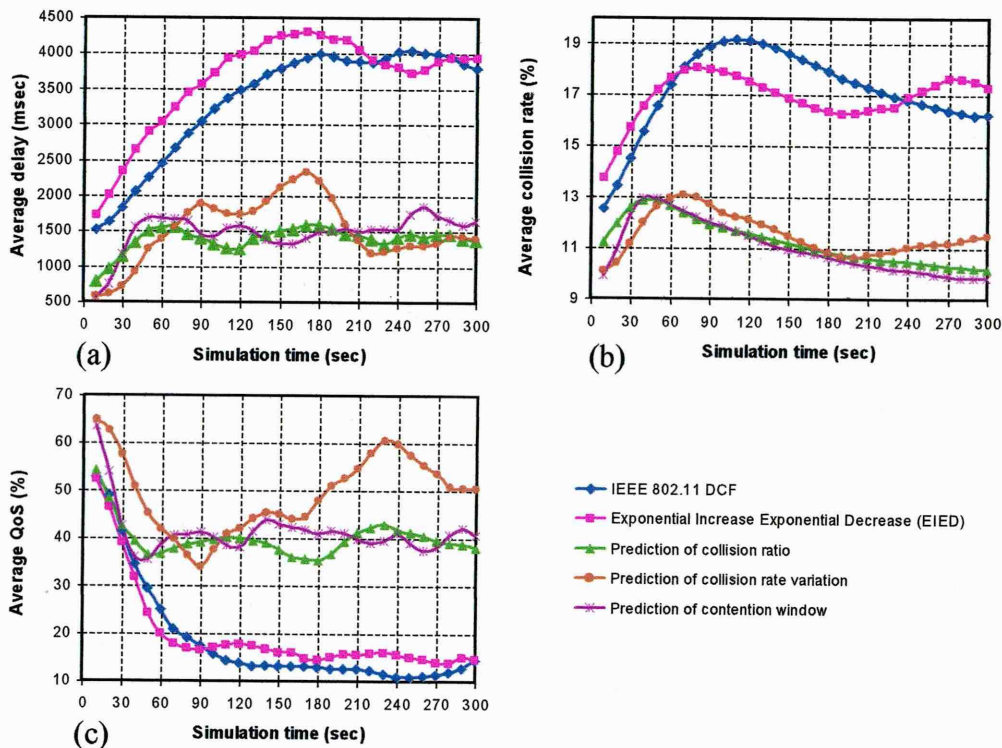 4500
4000
3500
3000
2500
2000
1500
1000
500
Average delay (msec)
0 30 60 90 120 150 180 210 240 270 300
(a)
Simulation time (sec)
19
17
15
13
11
9
Average collision rate (%)
0 30 60 90 120 150 180 210 240 270 300
(b)
Simulation time (sec)
70
60
50
40
30
20
10
Average QoS (%)
0 30 60 90 120 150 180 210 240 270 300
(c)
Simulation time (sec)
IEEE 802.11 DCF
Exponential Increase Exponential Decrease (EIED)
Prediction of collision ratio
Prediction of collision rate variation
Prediction of contention window